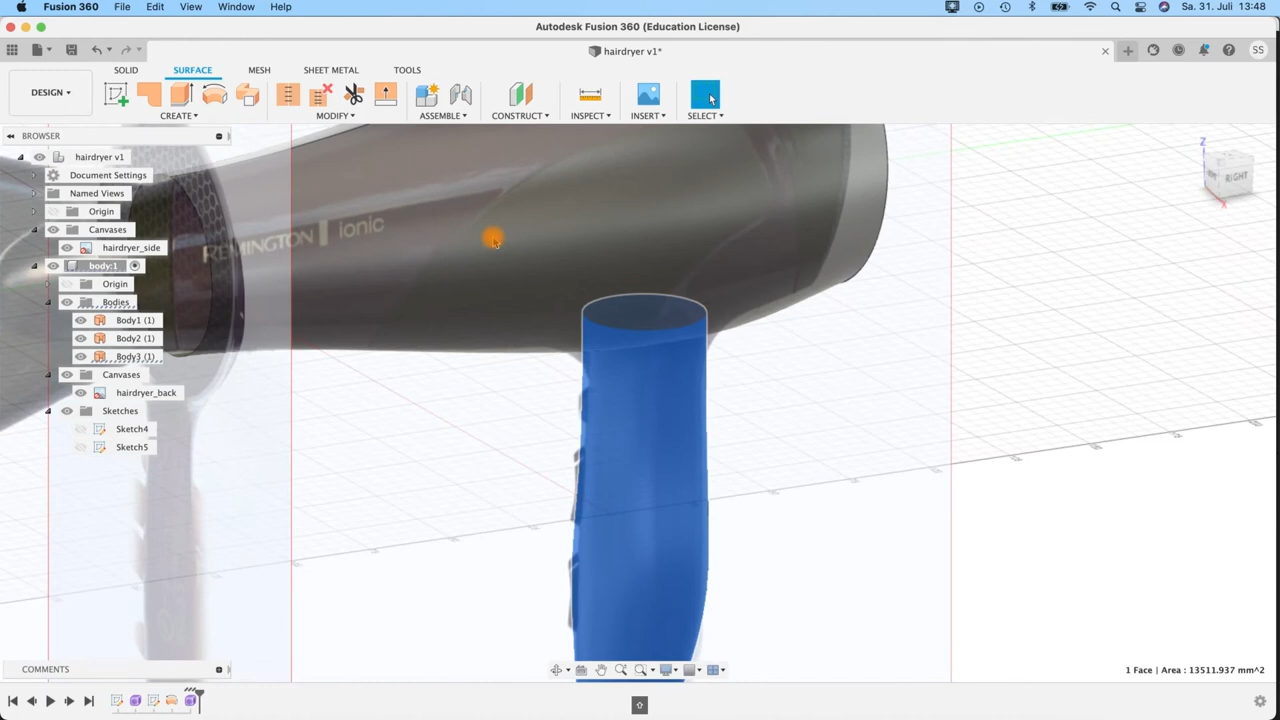 Fusion 360 File Edit View Window Help Sa. 31. Juli 13:48
Autodesk Fusion 360 (Education License)
hairdryer v1* SS
SOLID SURFACE MESH SHEET METAL TOOLS
DESIGN
CREATE MODIFY ASSEMBLE CONSTRUCT INSPECT INSERT SELECT
BROWSER
hairdryer v1
Document Settings
Named Views
Origin
Canvases
hairdryer_side
body:1
Origin
Bodies
Body1 (1)
Body2 (1)
Body3 (1)
Canvases
hairdryer_back
Sketches
Sketch4
Sketch5
REMINGTON ionic
Z
RIGHT
X
COMMENTS
1 Face | Area : 13511.937 mm^2